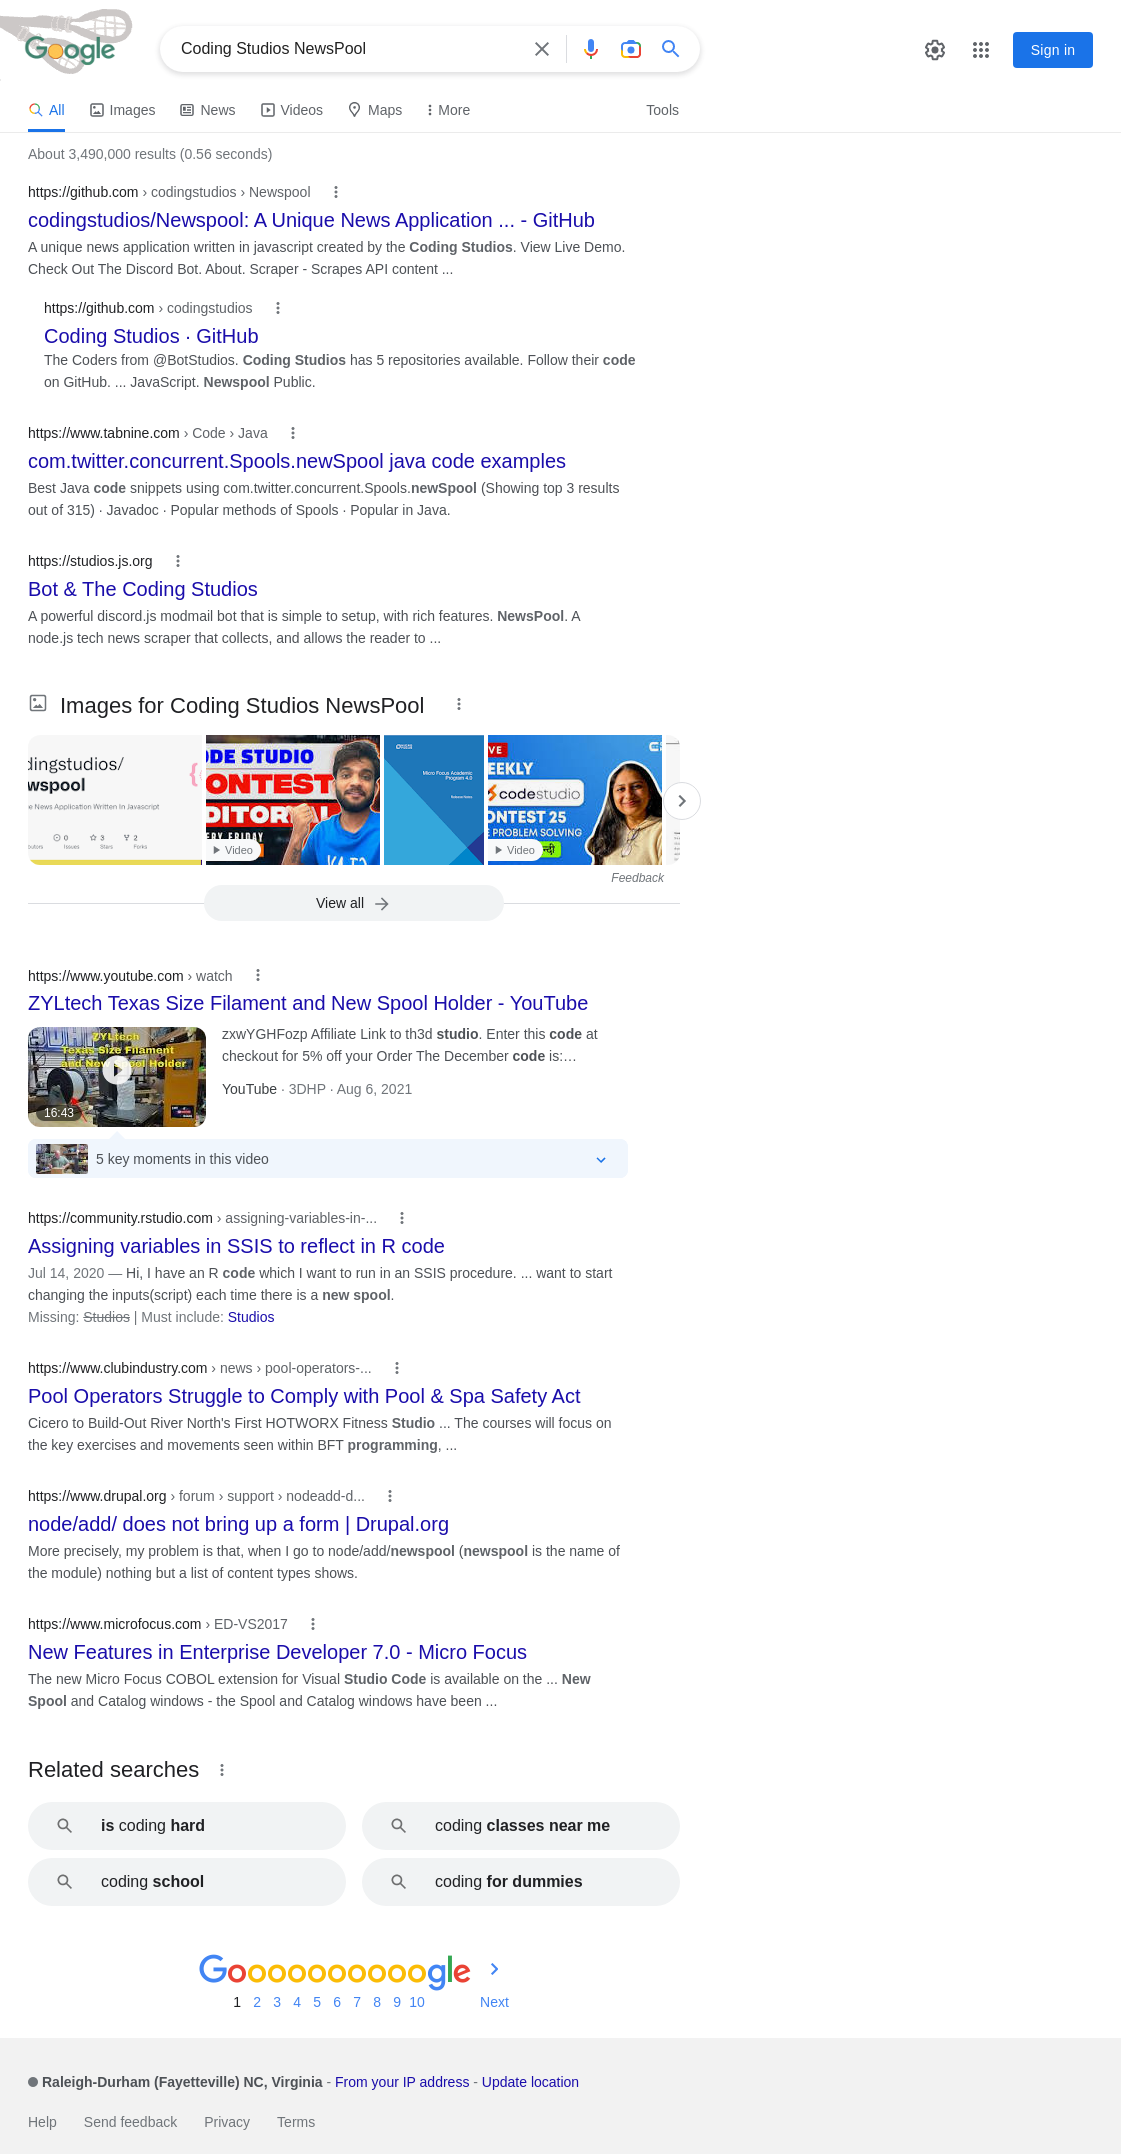 Google
Coding Studios NewsPool
Sign in
All
Images
News
Videos
Maps
More
Tools
About 3,490,000 results (0.56 seconds)
https://github.com › codingstudios › Newspool
codingstudios/Newspool: A Unique News Application ... - GitHub
A unique news application written in javascript created by the Coding Studios. View Live Demo.
Check Out The Discord Bot. About. Scraper - Scrapes API content ...
https://github.com › codingstudios
Coding Studios · GitHub
The Coders from @BotStudios. Coding Studios has 5 repositories available. Follow their code
on GitHub. ... JavaScript. Newspool Public.
https://www.tabnine.com › Code › Java
com.twitter.concurrent.Spools.newSpool java code examples
Best Java code snippets using com.twitter.concurrent.Spools.newSpool (Showing top 3 results
out of 315) · Javadoc · Popular methods of Spools · Popular in Java.
https://studios.js.org
Bot & The Coding Studios
A powerful discord.js modmail bot that is simple to setup, with rich features. NewsPool. A
node.js tech news scraper that collects, and allows the reader to ...
Images for Coding Studios NewsPool
dingstudios/
wspool
e News Application Written In Javascript
0
3
2
utors
Issues
Stars
Forks
ODE STUDIO
ONTEST
DITORIAL
ERY FRIDAY
Video
Micro Focus Academic
Program 4.0
Release Notes
VE
EEKLY
codestudio
ONTEST 25
E PROBLEM SOLVING
न्दी
Video
Feedback
View all
https://www.youtube.com › watch
ZYLtech Texas Size Filament and New Spool Holder - YouTube
ZYLtech
Texas Size Filament
and New Spool Holder
16:43
zxwYGHFozp Affiliate Link to th3d studio. Enter this code at
checkout for 5% off your Order The December code is:…
YouTube · 3DHP · Aug 6, 2021
5 key moments in this video
https://community.rstudio.com › assigning-variables-in-...
Assigning variables in SSIS to reflect in R code
Jul 14, 2020 — Hi, I have an R code which I want to run in an SSIS procedure. ... want to start
changing the inputs(script) each time there is a new spool.
Missing: Studios | Must include: Studios
https://www.clubindustry.com › news › pool-operators-...
Pool Operators Struggle to Comply with Pool & Spa Safety Act
Cicero to Build-Out River North's First HOTWORX Fitness Studio ... The courses will focus on
the key exercises and movements seen within BFT programming, ...
https://www.drupal.org › forum › support › nodeadd-d...
node/add/ does not bring up a form | Drupal.org
More precisely, my problem is that, when I go to node/add/newspool (newspool is the name of
the module) nothing but a list of content types shows.
https://www.microfocus.com › ED-VS2017
New Features in Enterprise Developer 7.0 - Micro Focus
The new Micro Focus COBOL extension for Visual Studio Code is available on the ... New
Spool and Catalog windows - the Spool and Catalog windows have been ...
Related searches
is coding hard
coding classes near me
coding school
coding for dummies
Goooooooooogle
1 2 3 4 5 6 7 8 9 10 Next
Raleigh-Durham (Fayetteville) NC, Virginia - From your IP address - Update location
Help Send feedback Privacy Terms